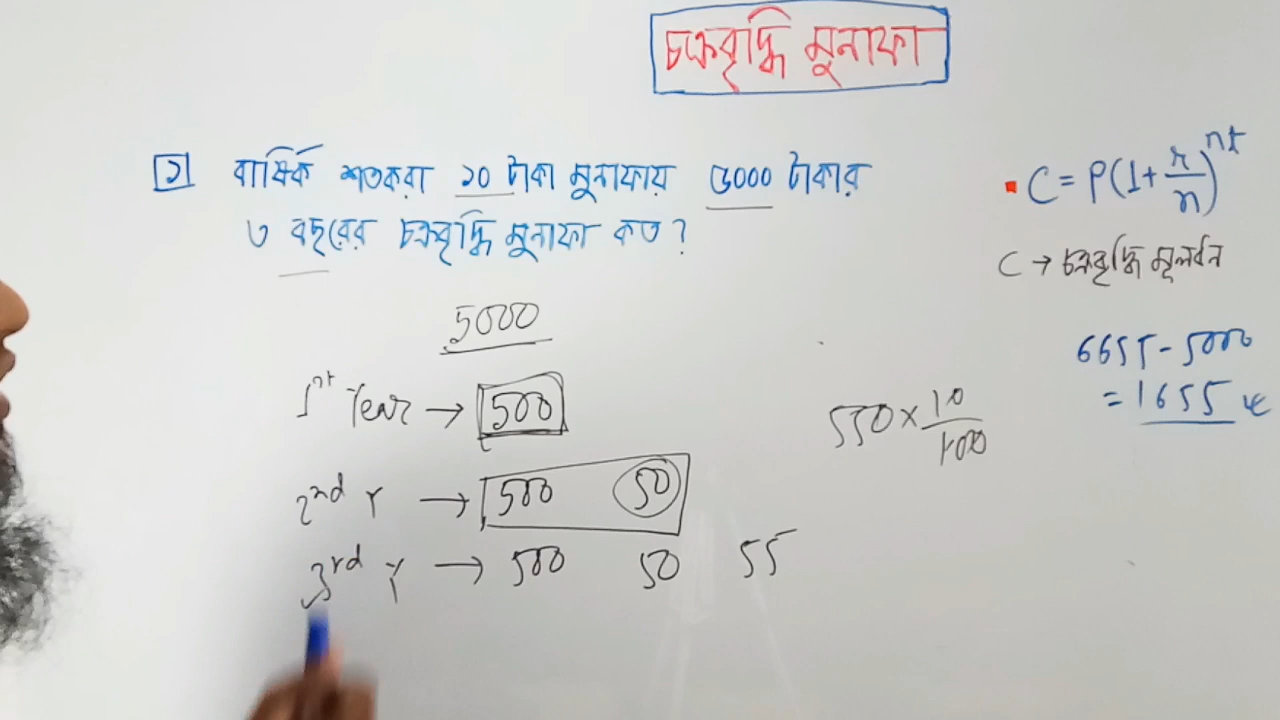 চক্রবৃদ্ধি মুনাফা
১] বার্ষিক শতকরা ১০ টাকা মুনাফায় ৫০০০ টাকার
৩ বছরের চক্রবৃদ্ধি মুনাফা কত?
C = P(1 + r/n)^nt
C → চক্রবৃদ্ধি মূলধন
5000
6655 - 5000
= 1655
1st Year → 500
550 × 10/100
2nd Y → 500 50
3rd Y → 500 50 55